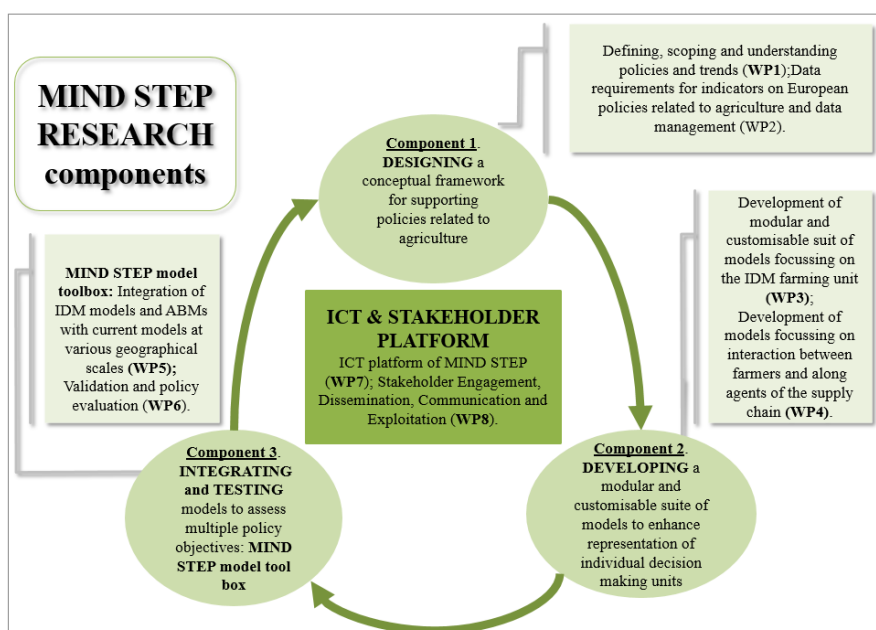 MIND STEP
RESEARCH
components
Defining, scoping and understanding
policies and trends (WP1);Data
requirements for indicators on European
policies related to agriculture and data
management (WP2).
Component 1.
DESIGNING a
conceptual framework
for supporting
policies related to
agriculture
Development of
modular and
customisable suit of
models focussing on
the IDM farming unit
(WP3);
Development of
models focussing on
interaction between
farmers and along
agents of the supply
chain (WP4).
MIND STEP model
toolbox: Integration of
IDM models and ABMs
with current models at
various geographical
scales (WP5);
Validation and policy
evaluation (WP6).
ICT & STAKEHOLDER
PLATFORM
ICT platform of MIND STEP
(WP7); Stakeholder Engagement,
Dissemination, Communication and
Exploitation (WP8).
Component 3.
INTEGRATING
and TESTING
models to assess
multiple policy
objectives: MIND
STEP model tool
box
Component 2.
DEVELOPING a
modular and
customisable suite of
models to enhance
representation of
individual decision
making units